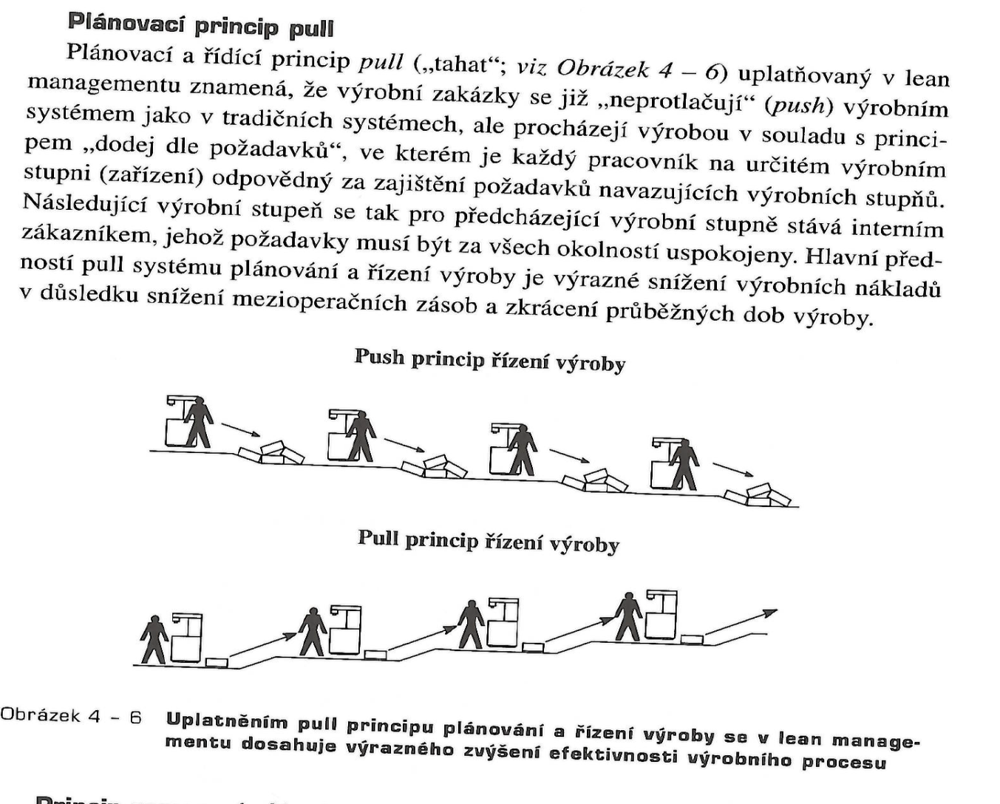 Plánovací princip pull
Plánovací a řídící princip pull („tahat“; viz Obrázek 4 – 6) uplatňovaný v lean
managementu znamená, že výrobní zakázky se již „neprotlačují“ (push) výrobním
systémem jako v tradičních systémech, ale procházejí výrobou v souladu s princi-
pem „dodej dle požadavků“, ve kterém je každý pracovník na určitém výrobním
stupni (zařízení) odpovědný za zajištění požadavků navazujících výrobních stupňů.
Následující výrobní stupeň se tak pro předcházející výrobní stupně stává interním
zákazníkem, jehož požadavky musí být za všech okolností uspokojeny. Hlavní před-
ností pull systému plánování a řízení výroby je výrazné snížení výrobních nákladů
v důsledku snížení mezioperačních zásob a zkrácení průběžných dob výroby.
Push princip řízení výroby
Pull princip řízení výroby
Obrázek 4 – 6 Uplatněním pull principu plánování a řízení výroby se v lean manage-
mentu dosahuje výrazného zvýšení efektivnosti výrobního procesu